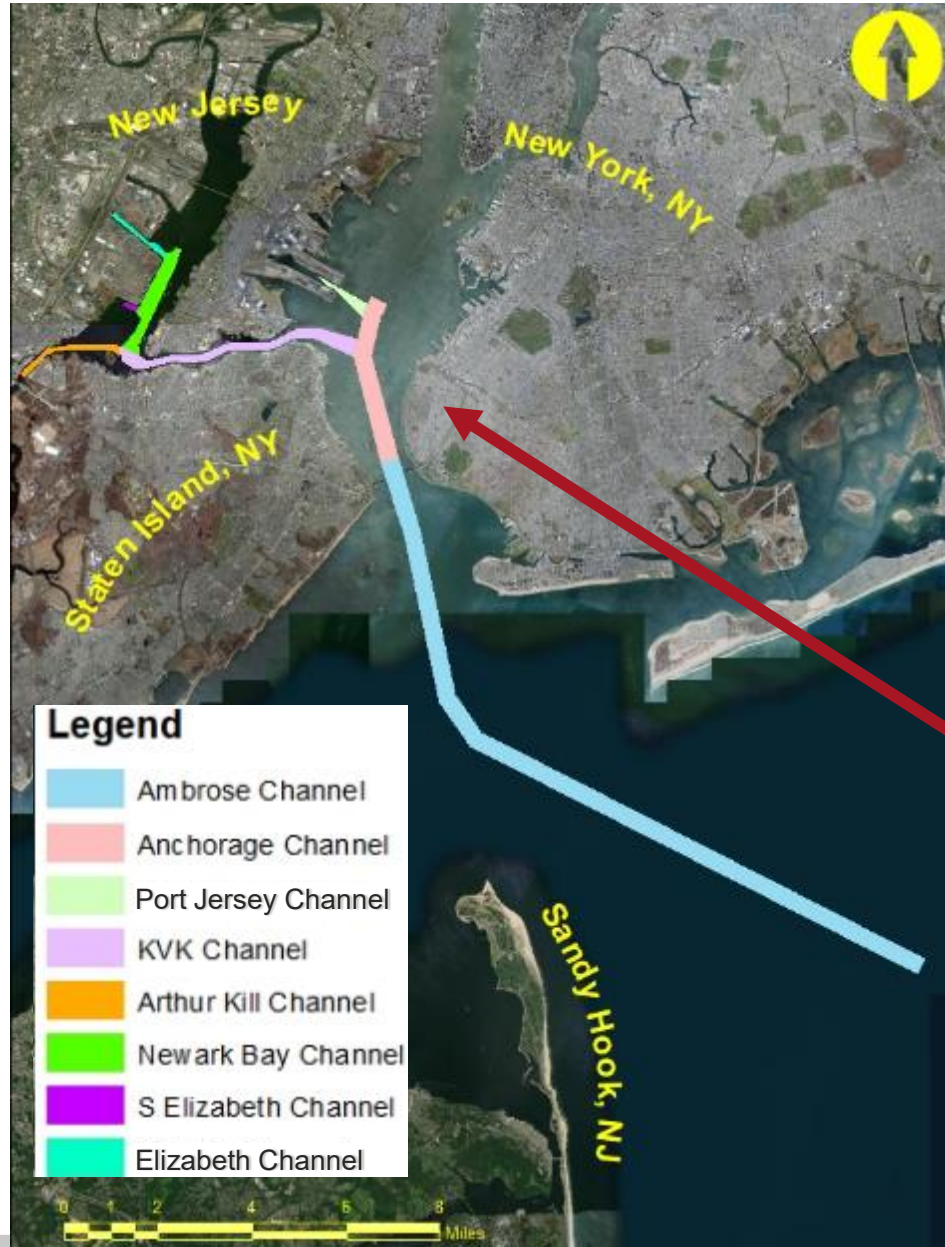 New Jersey
New York, NY
Staten Island, NY
Sandy Hook, NJ
Legend
Ambrose Channel
Anchorage Channel
Port Jersey Channel
KVK Channel
Arthur Kill Channel
Newark Bay Channel
S Elizabeth Channel
Elizabeth Channel
0 1 2 4 6 8
Miles